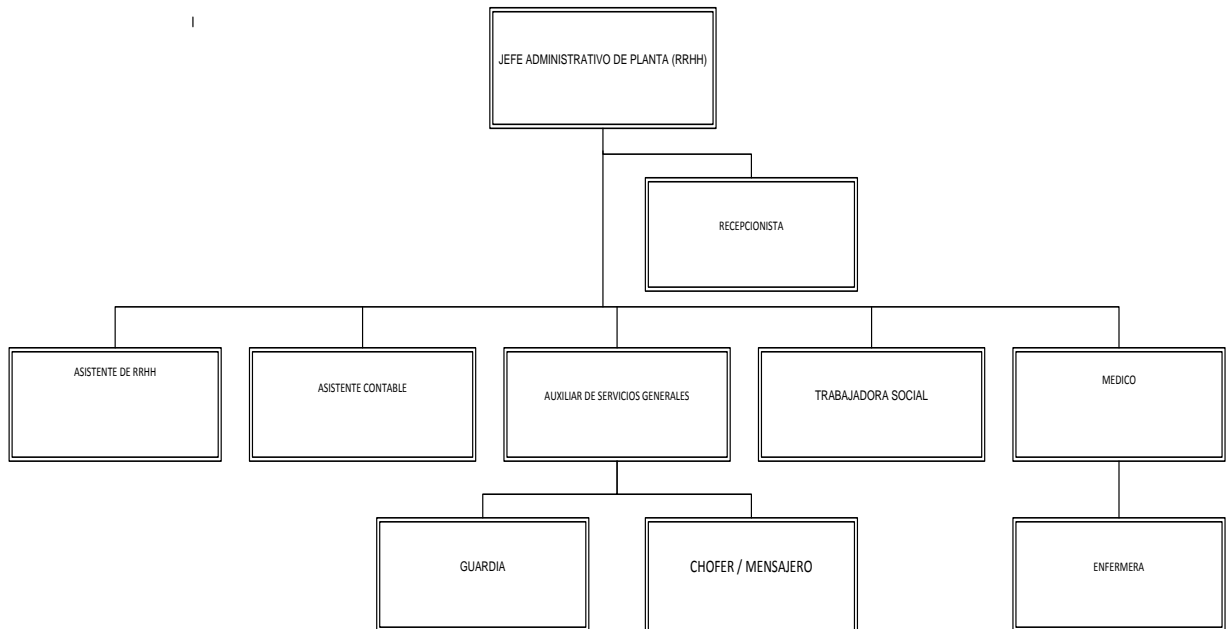 JEFE ADMINISTRATIVO DE PLANTA (RRHH)
RECEPCIONISTA
ASISTENTE DE RRHH
ASISTENTE CONTABLE
AUXILIAR DE SERVICIOS GENERALES
TRABAJADORA SOCIAL
MEDICO
GUARDIA
CHOFER / MENSAJERO
ENFERMERA